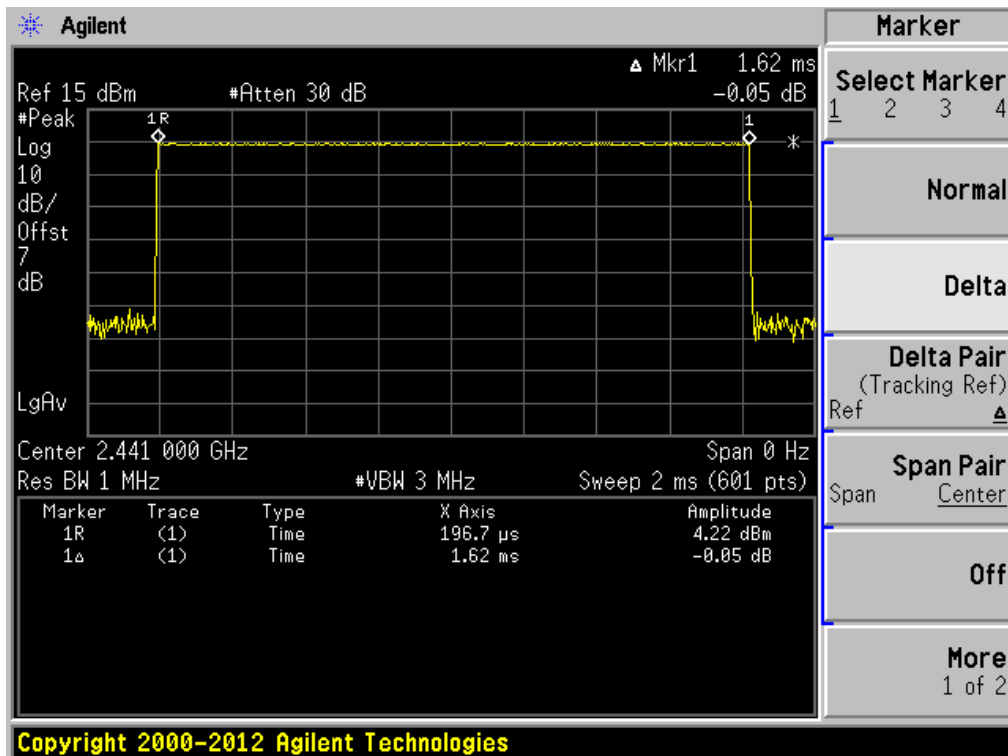 Agilent
Δ Mkr1 1.62 ms
Ref 15 dBm #Atten 30 dB -0.05 dB
#Peak
Log
10
dB/
Offst
7
dB
LgAv
1R
1
Center 2.441 000 GHz Span 0 Hz
Res BW 1 MHz #VBW 3 MHz Sweep 2 ms (601 pts)
Marker Trace Type X Axis Amplitude
1R (1) Time 196.7 µs 4.22 dBm
1Δ (1) Time 1.62 ms -0.05 dB
Marker
Select Marker
1 2 3 4
Normal
Delta
Delta Pair
(Tracking Ref)
Ref Δ
Span Pair
Span Center
Off
More
1 of 2
Copyright 2000-2012 Agilent Technologies